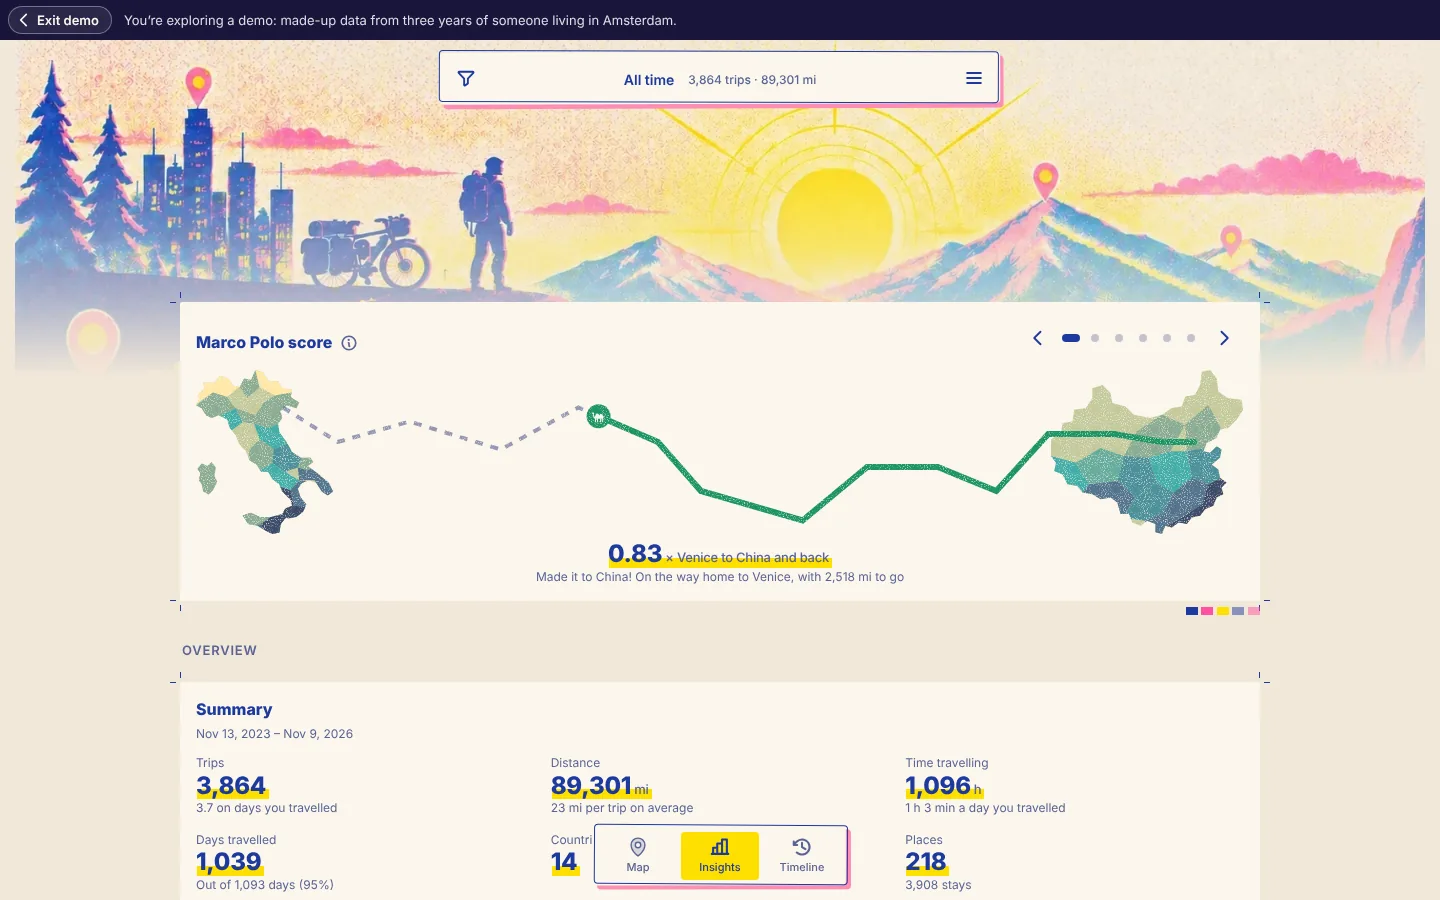 Exit demo
You’re exploring a demo: made-up data from three years of someone living in Amsterdam.
All time 3,864 trips · 89,301 mi
Marco Polo score
0.83 × Venice to China and back
Made it to China! On the way home to Venice, with 2,518 mi to go
OVERVIEW
Summary
Nov 13, 2023 – Nov 9, 2026
Trips
3,864
3.7 on days you travelled
Distance
89,301 mi
23 mi per trip on average
Time travelling
1,096 h
1 h 3 min a day you travelled
Days travelled
1,039
Out of 1,093 days (95%)
Countri
14
Places
218
3,908 stays
Map
Insights
Timeline